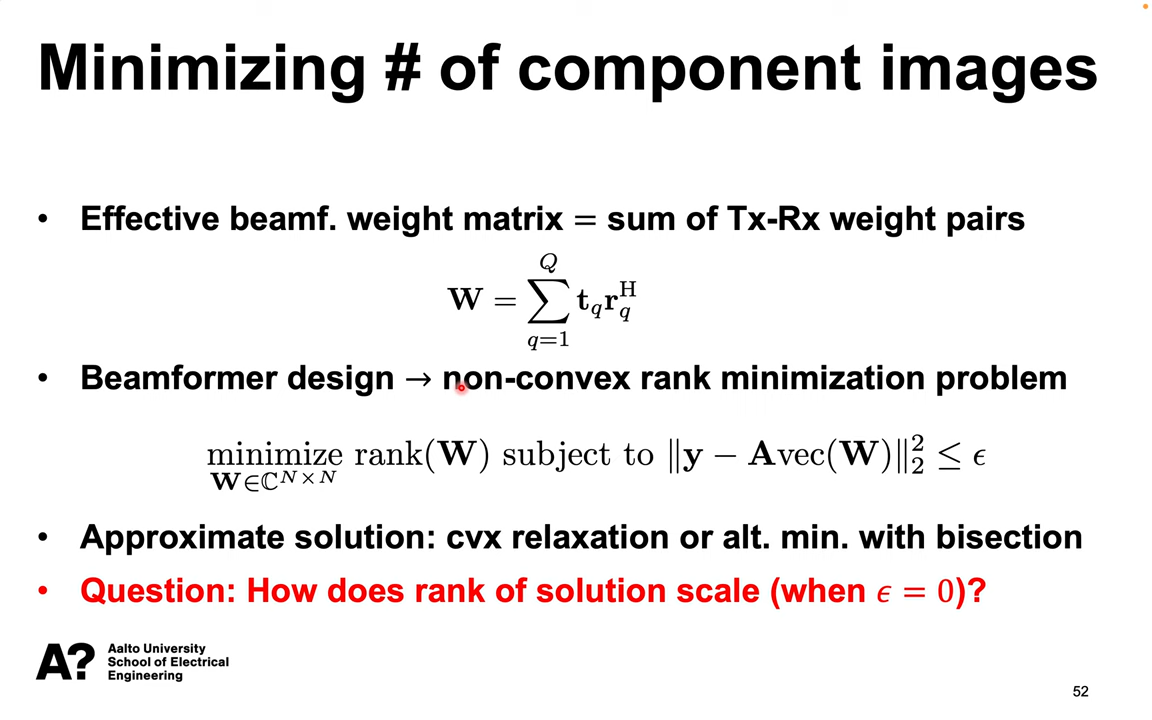 Minimizing # of component images
• Effective beamf. weight matrix = sum of Tx-Rx weight pairs
W = ∑_{q=1}^{Q} t_q r_q^H
• Beamformer design → non-convex rank minimization problem
minimize_{W∈ℂ^{N×N}} rank(W) subject to ‖y − Avec(W)‖_2^2 ≤ ϵ
• Approximate solution: cvx relaxation or alt. min. with bisection
• Question: How does rank of solution scale (when ϵ = 0)?
A?
Aalto University
School of Electrical
Engineering
52